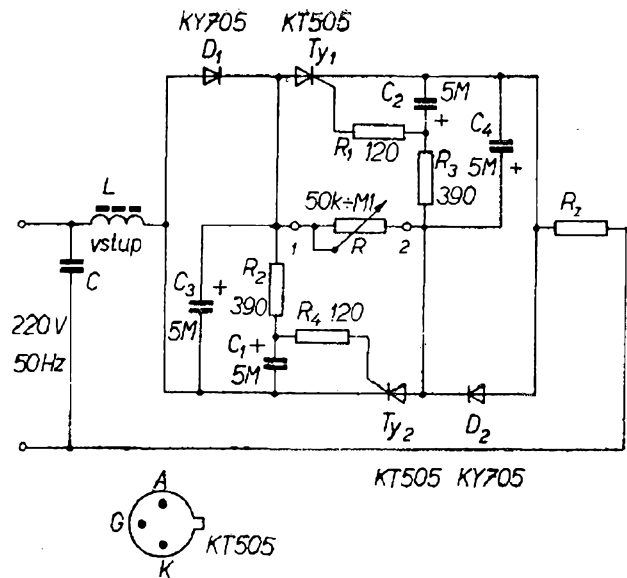 KY705 KT505
D1 Ty1
C2 5M
+
C4
5M +
R1 120
R3
390
L
vstup
50k÷M1
1 R 2
Rz
C
C3 +
5M
R2
390
R4 120
C1 +
5M
220V
50Hz
Ty2 D2
KT505 KY705
A
G
K
KT505